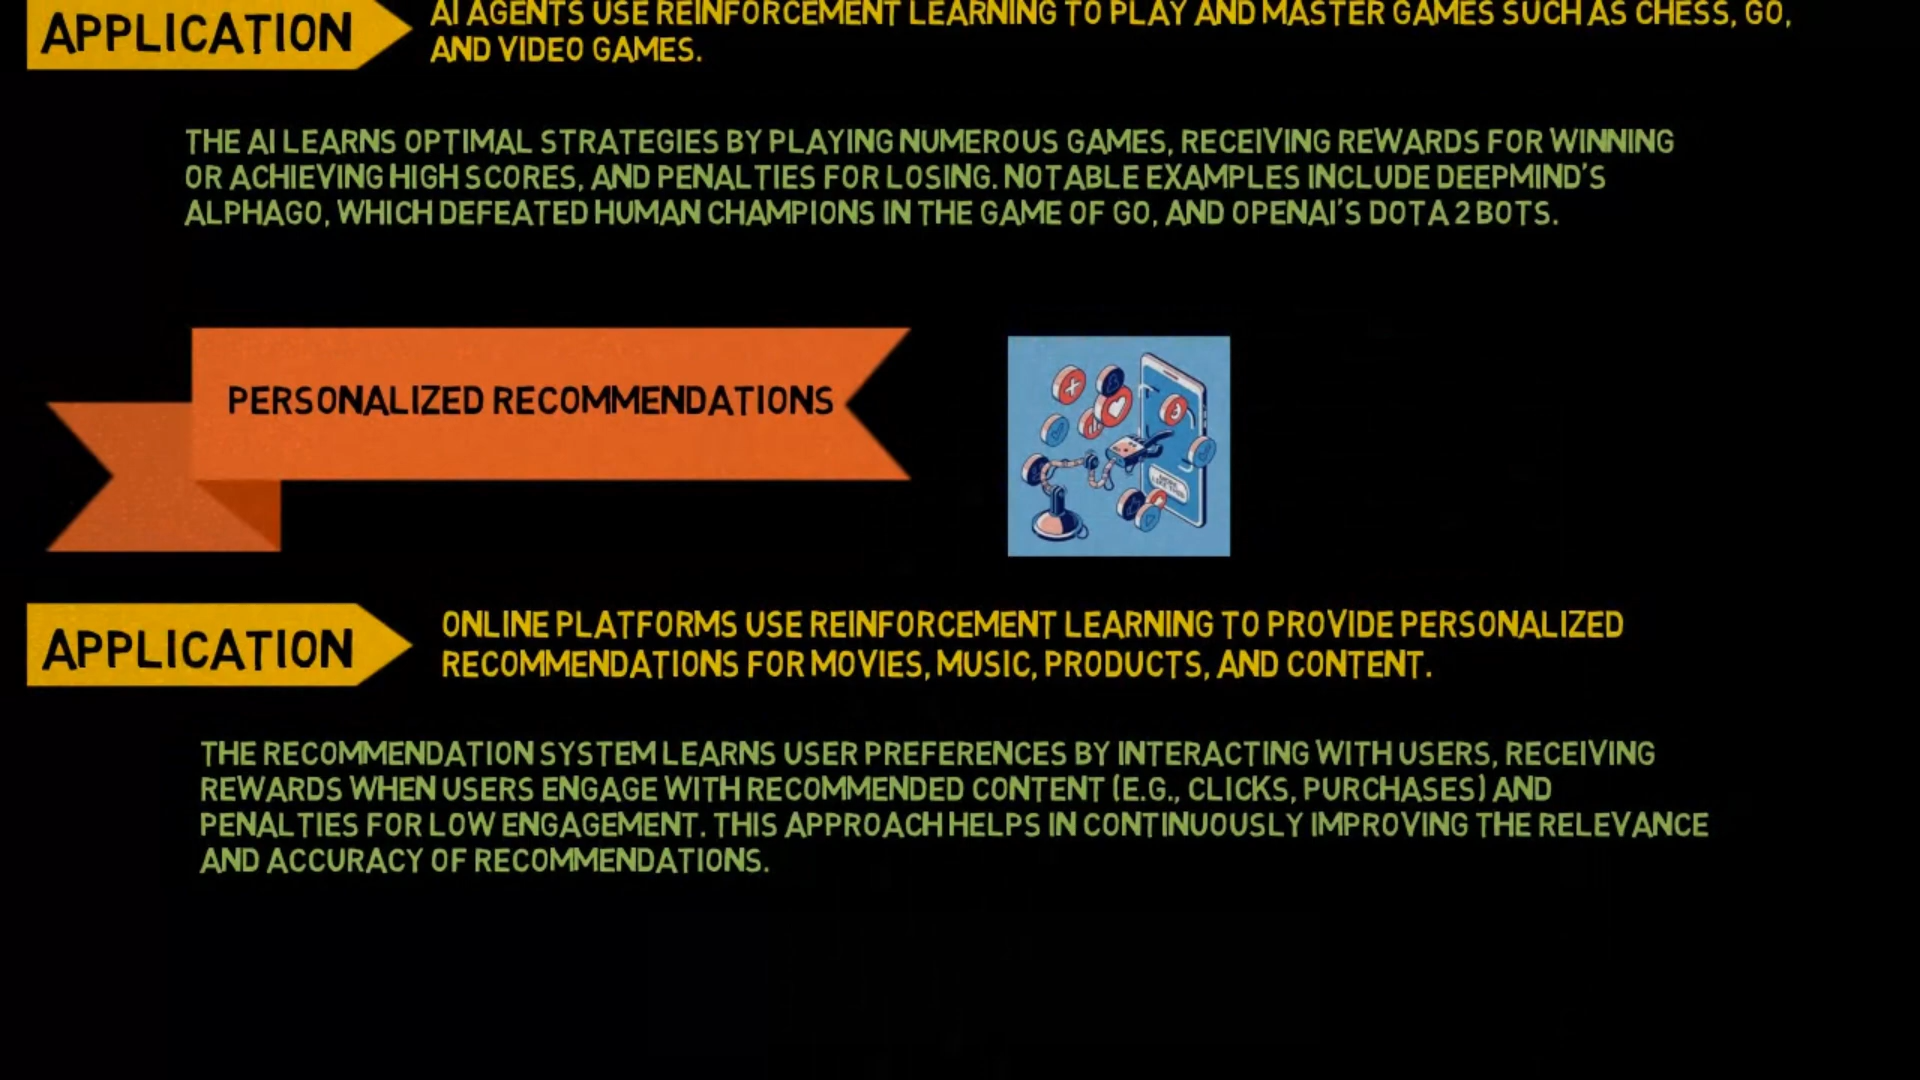 APPLICATION
AI AGENTS USE REINFORCEMENT LEARNING TO PLAY AND MASTER GAMES SUCH AS CHESS, GO,
AND VIDEO GAMES.
THE AI LEARNS OPTIMAL STRATEGIES BY PLAYING NUMEROUS GAMES, RECEIVING REWARDS FOR WINNING
OR ACHIEVING HIGH SCORES, AND PENALTIES FOR LOSING. NOTABLE EXAMPLES INCLUDE DEEPMIND'S
ALPHAGO, WHICH DEFEATED HUMAN CHAMPIONS IN THE GAME OF GO, AND OPENAI'S DOTA 2 BOTS.
PERSONALIZED RECOMMENDATIONS
APPLICATION
ONLINE PLATFORMS USE REINFORCEMENT LEARNING TO PROVIDE PERSONALIZED
RECOMMENDATIONS FOR MOVIES, MUSIC, PRODUCTS, AND CONTENT.
THE RECOMMENDATION SYSTEM LEARNS USER PREFERENCES BY INTERACTING WITH USERS, RECEIVING
REWARDS WHEN USERS ENGAGE WITH RECOMMENDED CONTENT (E.G., CLICKS, PURCHASES) AND
PENALTIES FOR LOW ENGAGEMENT. THIS APPROACH HELPS IN CONTINUOUSLY IMPROVING THE RELEVANCE
AND ACCURACY OF RECOMMENDATIONS.